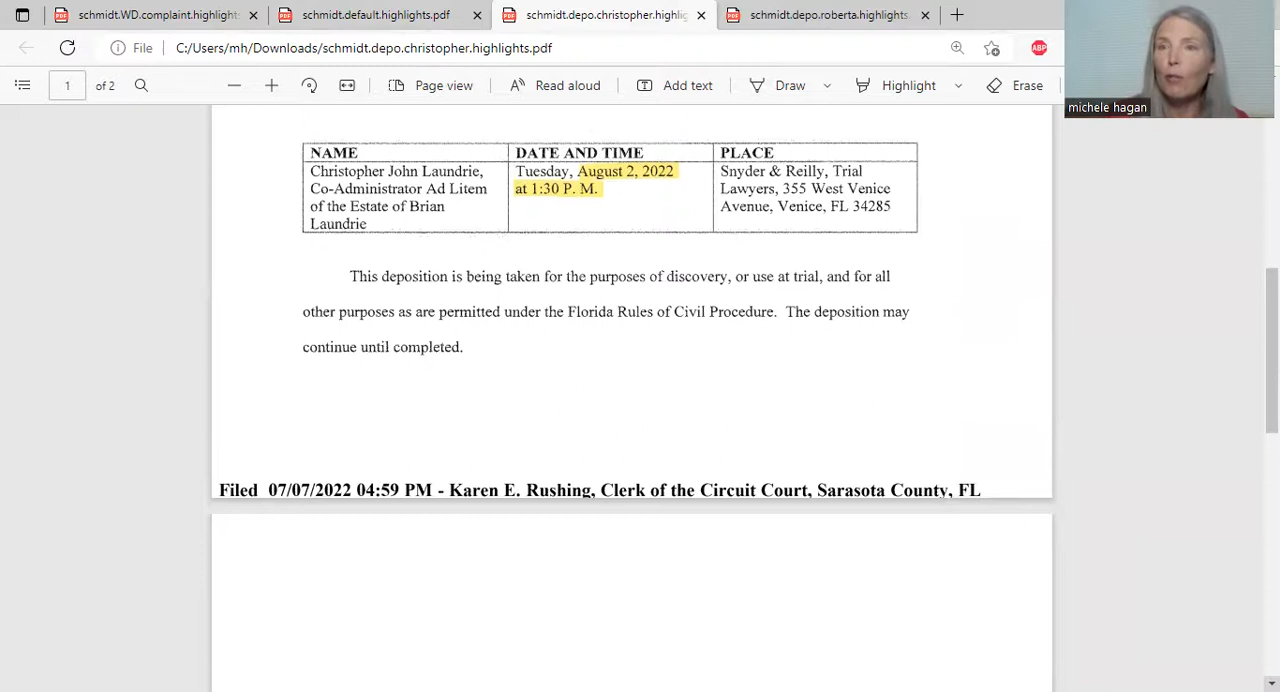 schmidt.WD.complaint.highlight
schmidt.default.highlights.pdf
schmidt.depo.christopher.highlig
schmidt.depo.roberta.highlights.
File
C:/Users/mh/Downloads/schmidt.depo.christopher.highlights.pdf
ABP
1 of 2
Page view
Read aloud
Add text
Draw
Highlight
Erase
michele hagan
NAME DATE AND TIME PLACE
Christopher John Laundrie, Tuesday, August 2, 2022 Snyder & Reilly, Trial
Co-Administrator Ad Litem at 1:30 P. M. Lawyers, 355 West Venice
of the Estate of Brian Avenue, Venice, FL 34285
Laundrie
This deposition is being taken for the purposes of discovery, or use at trial, and for all
other purposes as are permitted under the Florida Rules of Civil Procedure. The deposition may
continue until completed.
Filed 07/07/2022 04:59 PM - Karen E. Rushing, Clerk of the Circuit Court, Sarasota County, FL